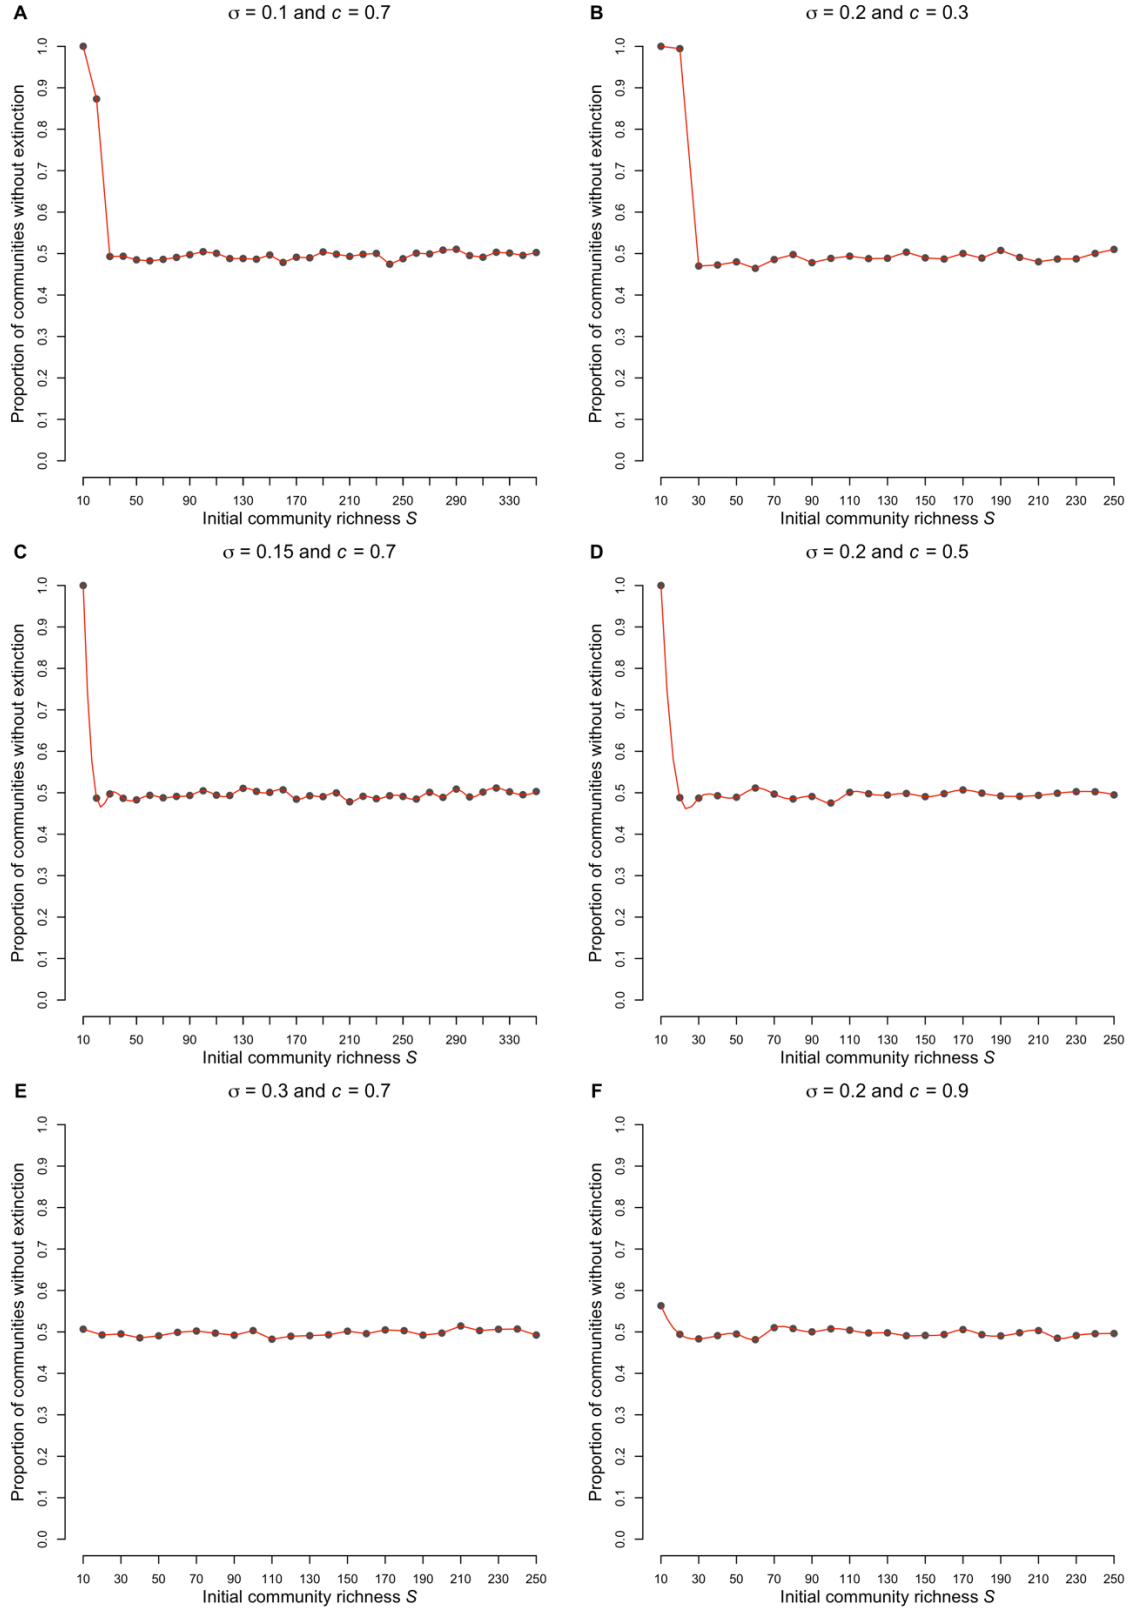 A
σ = 0.1 and c = 0.7
Proportion of communities without extinction
1.0
0.9
0.8
0.7
0.6
0.5
0.4
0.3
0.2
0.1
0.0
10 50 90 130 170 210 250 290 330
Initial community richness S
B
σ = 0.2 and c = 0.3
Proportion of communities without extinction
1.0
0.9
0.8
0.7
0.6
0.5
0.4
0.3
0.2
0.1
0.0
10 30 50 70 90 110 130 150 170 190 210 230 250
Initial community richness S
C
σ = 0.15 and c = 0.7
Proportion of communities without extinction
1.0
0.9
0.8
0.7
0.6
0.5
0.4
0.3
0.2
0.1
0.0
10 50 90 130 170 210 250 290 330
Initial community richness S
D
σ = 0.2 and c = 0.5
Proportion of communities without extinction
1.0
0.9
0.8
0.7
0.6
0.5
0.4
0.3
0.2
0.1
0.0
10 30 50 70 90 110 130 150 170 190 210 230 250
Initial community richness S
E
σ = 0.3 and c = 0.7
Proportion of communities without extinction
1.0
0.9
0.8
0.7
0.6
0.5
0.4
0.3
0.2
0.1
0.0
10 30 50 70 90 110 130 150 170 190 210 230 250
Initial community richness S
F
σ = 0.2 and c = 0.9
Proportion of communities without extinction
1.0
0.9
0.8
0.7
0.6
0.5
0.4
0.3
0.2
0.1
0.0
10 30 50 70 90 110 130 150 170 190 210 230 250
Initial community richness S